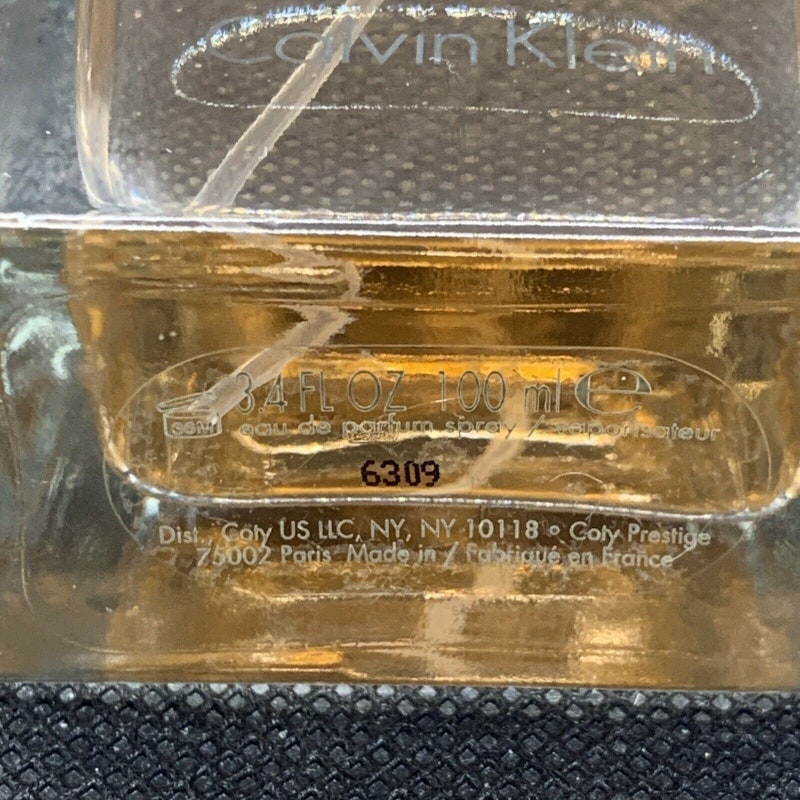 Calvin Klein
3.4 FL OZ 100 ml e
36M eau de parfum spray / vaporisateur
6309
Dist., Coty US LLC, NY, NY 10118 • Coty Prestige
75002 Paris Made in / Fabriqué en France